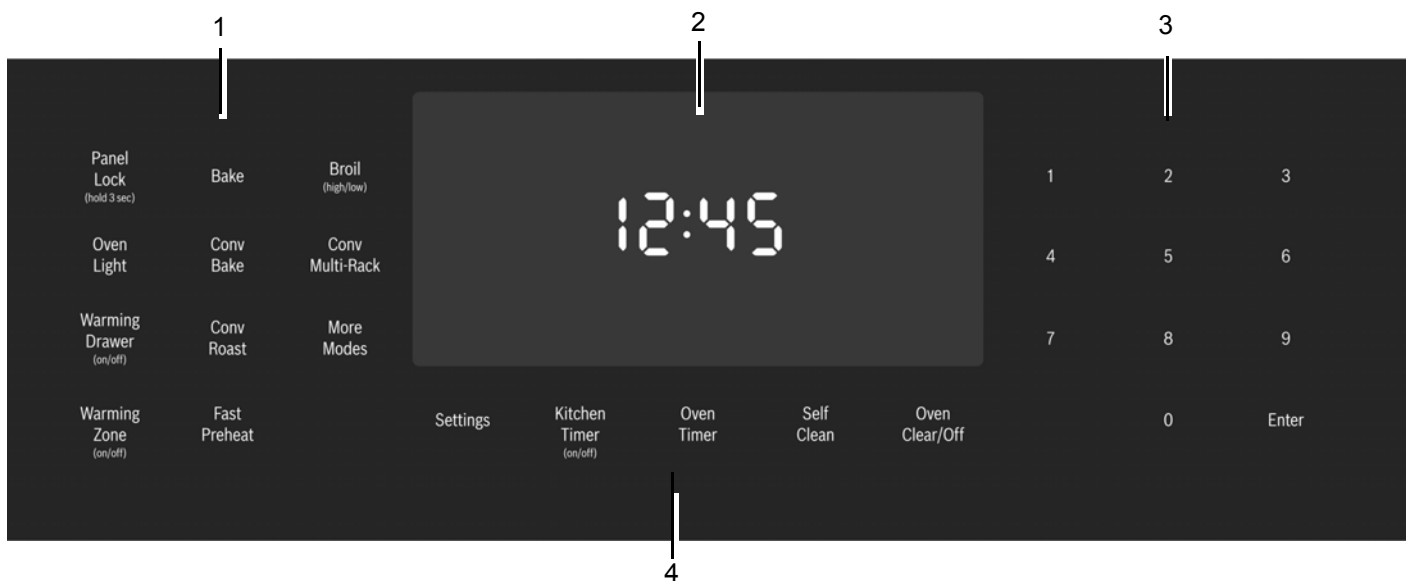 1
2
3
Panel
Lock
(hold 3 sec)
Bake
Broil
(high/low)
Oven
Light
Conv
Bake
Conv
Multi-Rack
Warming
Drawer
(on/off)
Conv
Roast
More
Modes
Warming
Zone
(on/off)
Fast
Preheat
12:45
Settings
Kitchen
Timer
(on/off)
Oven
Timer
Self
Clean
Oven
Clear/Off
1 2 3
4 5 6
7 8 9
0 Enter
4